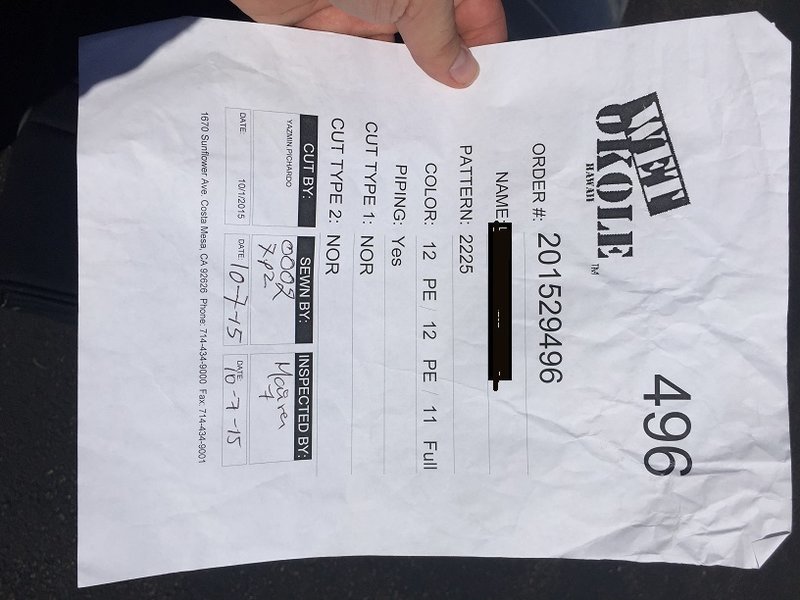 496
WET
OKOLE ™
HAWAII
ORDER #: 201529496
NAME:
PATTERN: 2225
COLOR: 12 PE / 12 PE / 11 Full
PIPING: Yes
CUT TYPE 1: NOR
CUT TYPE 2: NOR
CUT BY: SEWN BY: INSPECTED BY:
YAZMIN PICHARDO
DATE: 10/1/2015 DATE: 10-7-15 DATE: 10-7-15
1670 Sunflower Ave. Costa Mesa, CA 92626 Phone: 714-434-9000 Fax: 714-434-9001